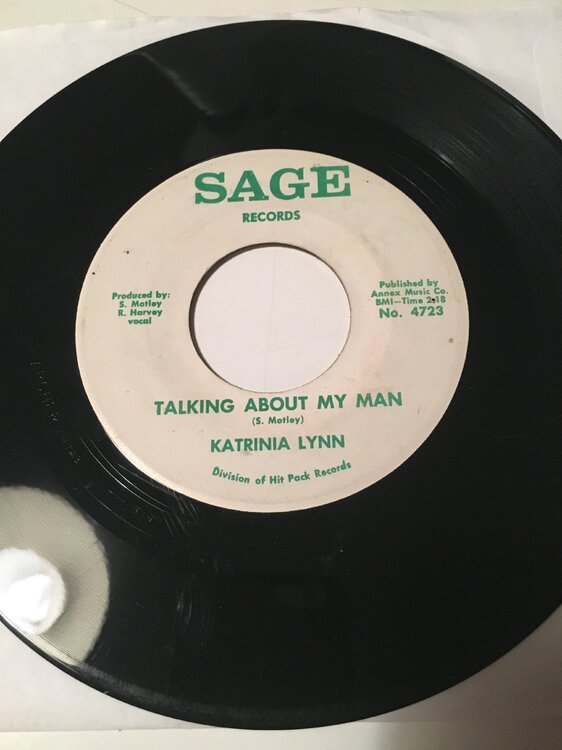 SAGE
RECORDS
Produced by:
S. Motley
R. Harvey
vocal
Published by
Annex Music Co.
BMI—Time 2:18
No. 4723
TALKING ABOUT MY MAN
(S. Motley)
KATRINIA LYNN
Division of Hit Pack Records